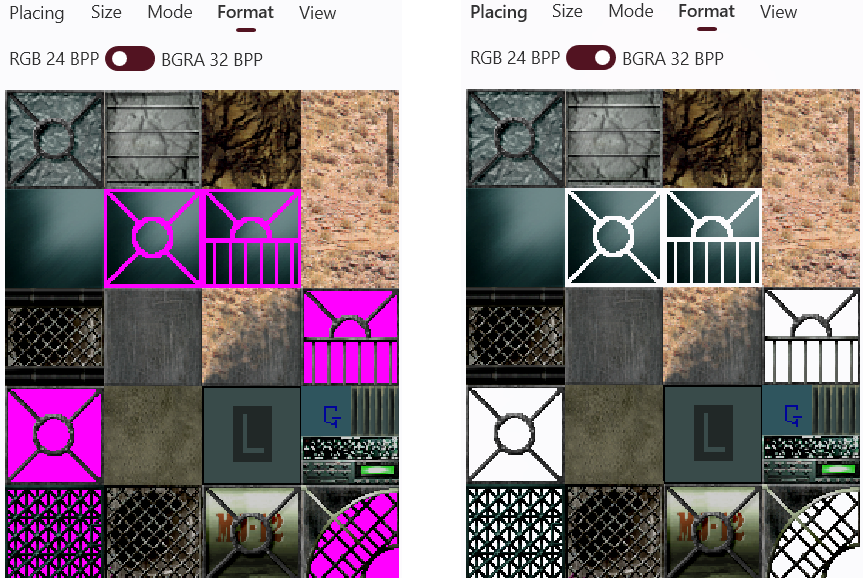 Placing Size Mode Format View
RGB 24 BPP BGRA 32 BPP
L
G
Placing Size Mode Format View
RGB 24 BPP BGRA 32 BPP
L
G